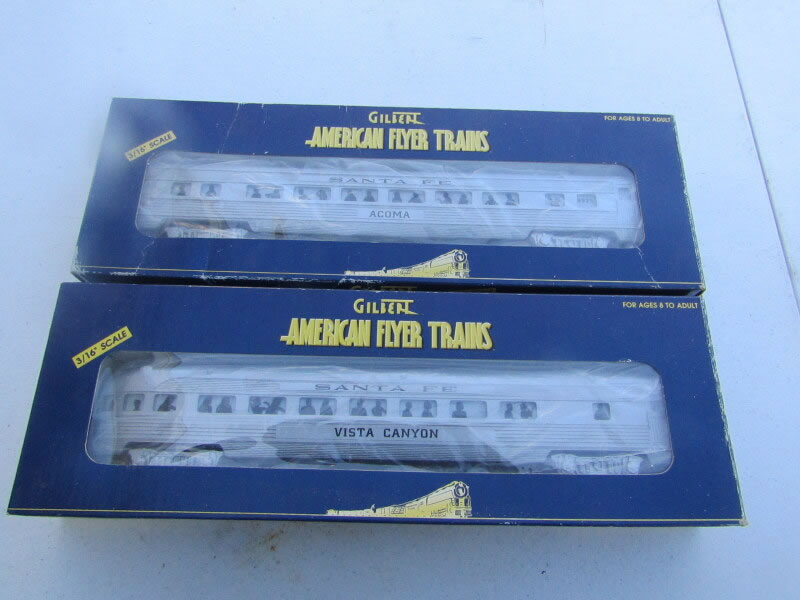 GILBERT
AMERICAN FLYER TRAINS
FOR AGES 8 TO ADULT
3/16" SCALE
SANTA FE
ACOMA
GILBERT
AMERICAN FLYER TRAINS
FOR AGES 8 TO ADULT
3/16" SCALE
SANTA FE
VISTA CANYON